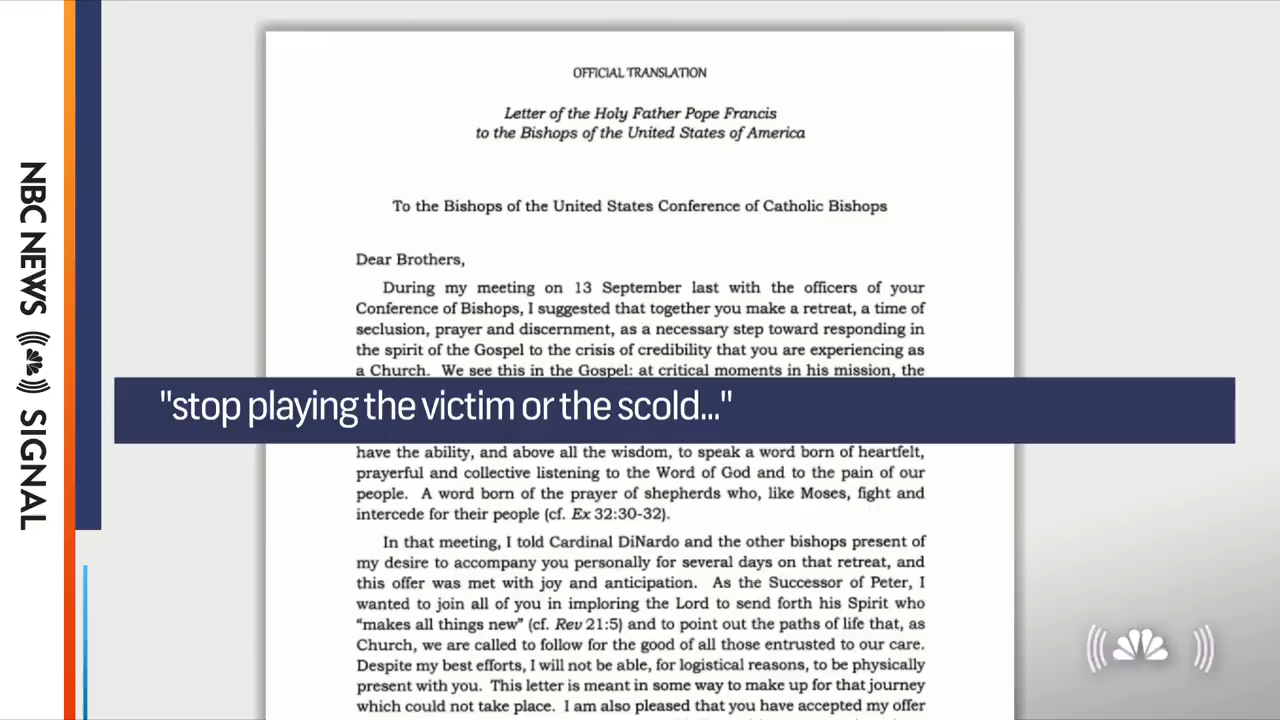 NBC NEWS SIGNAL
OFFICIAL TRANSLATION
Letter of the Holy Father Pope Francis
to the Bishops of the United States of America
To the Bishops of the United States Conference of Catholic Bishops
Dear Brothers,
During my meeting on 13 September last with the officers of your
Conference of Bishops, I suggested that together you make a retreat, a time of
seclusion, prayer and discernment, as a necessary step toward responding in
the spirit of the Gospel to the crisis of credibility that you are experiencing as
a Church. We see this in the Gospel: at critical moments in his mission, the
"stop playing the victim or the scold..."
have the ability, and above all the wisdom, to speak a word born of heartfelt,
prayerful and collective listening to the Word of God and to the pain of our
people. A word born of the prayer of shepherds who, like Moses, fight and
intercede for their people (cf. Ex 32:30-32).
In that meeting, I told Cardinal DiNardo and the other bishops present of
my desire to accompany you personally for several days on that retreat, and
this offer was met with joy and anticipation. As the Successor of Peter, I
wanted to join all of you in imploring the Lord to send forth his Spirit who
“makes all things new” (cf. Rev 21:5) and to point out the paths of life that, as
Church, we are called to follow for the good of all those entrusted to our care.
Despite my best efforts, I will not be able, for logistical reasons, to be physically
present with you. This letter is meant in some way to make up for that journey
which could not take place. I am also pleased that you have accepted my offer